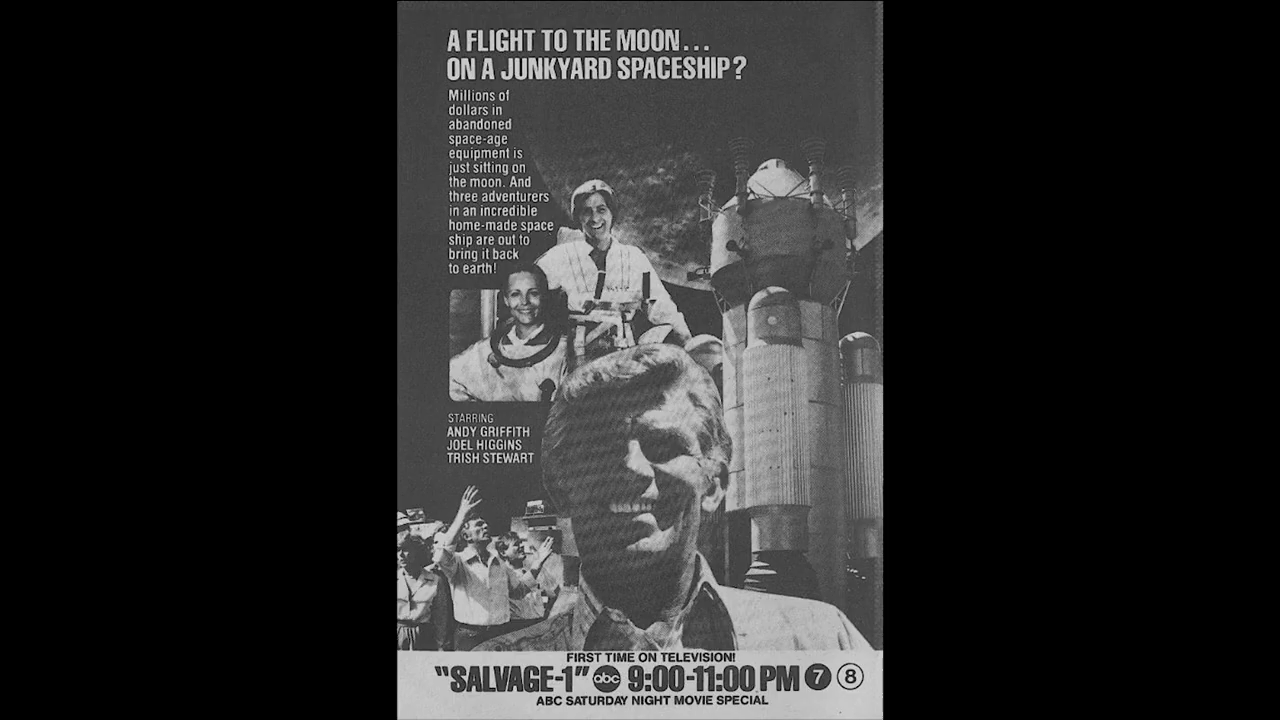 A FLIGHT TO THE MOON...
ON A JUNKYARD SPACESHIP?
Millions of
dollars in
abandoned
space-age
equipment is
just sitting on
the moon. And
three adventurers
in an incredible
home-made space
ship are out to
bring it back
to earth!
STARRING
ANDY GRIFFITH
JOEL HIGGINS
TRISH STEWART
FIRST TIME ON TELEVISION!
"SALVAGE-1" abc 9:00-11:00 PM 7 8
ABC SATURDAY NIGHT MOVIE SPECIAL